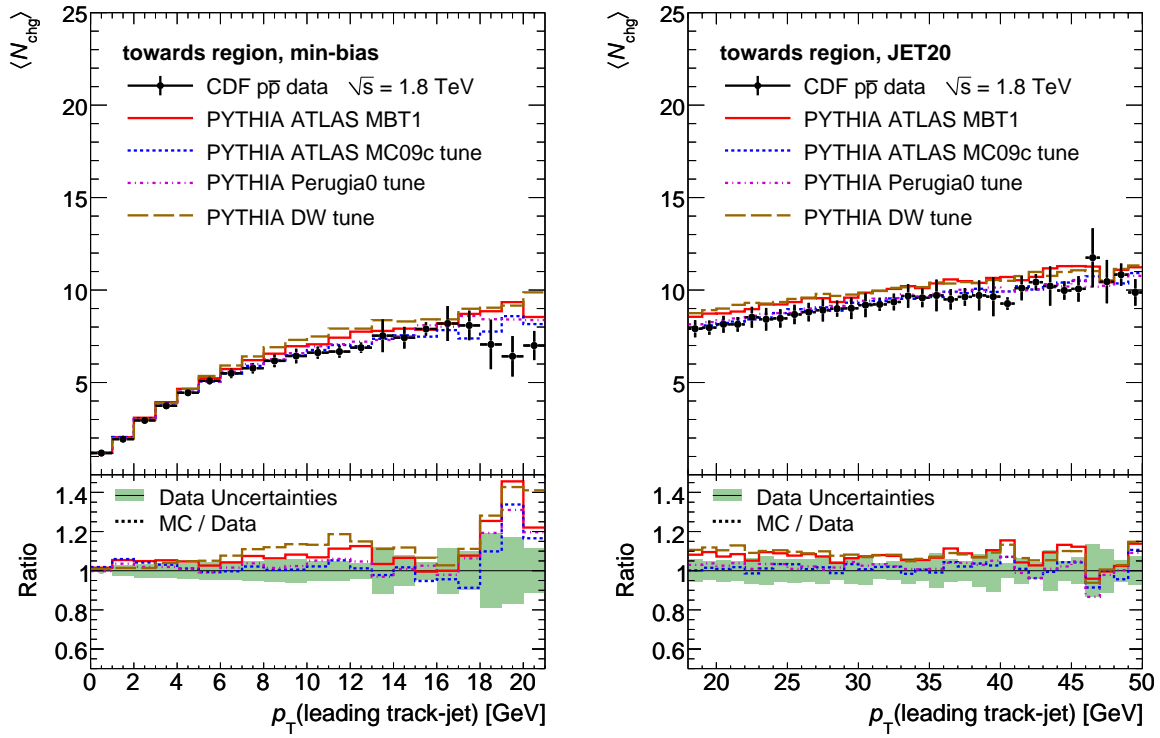 ⟨N_chg⟩
25
20
15
10
5
towards region, min-bias
CDF pp̄ data √s = 1.8 TeV
PYTHIA ATLAS MBT1
PYTHIA ATLAS MC09c tune
PYTHIA Perugia0 tune
PYTHIA DW tune
Ratio
1.4
1.2
1
0.8
0.6
Data Uncertainties
MC / Data
0 2 4 6 8 10 12 14 16 18 20
p_T(leading track-jet) [GeV]
⟨N_chg⟩
25
20
15
10
5
towards region, JET20
CDF pp̄ data √s = 1.8 TeV
PYTHIA ATLAS MBT1
PYTHIA ATLAS MC09c tune
PYTHIA Perugia0 tune
PYTHIA DW tune
Ratio
1.4
1.2
1
0.8
0.6
Data Uncertainties
MC / Data
20 25 30 35 40 45 50
p_T(leading track-jet) [GeV]